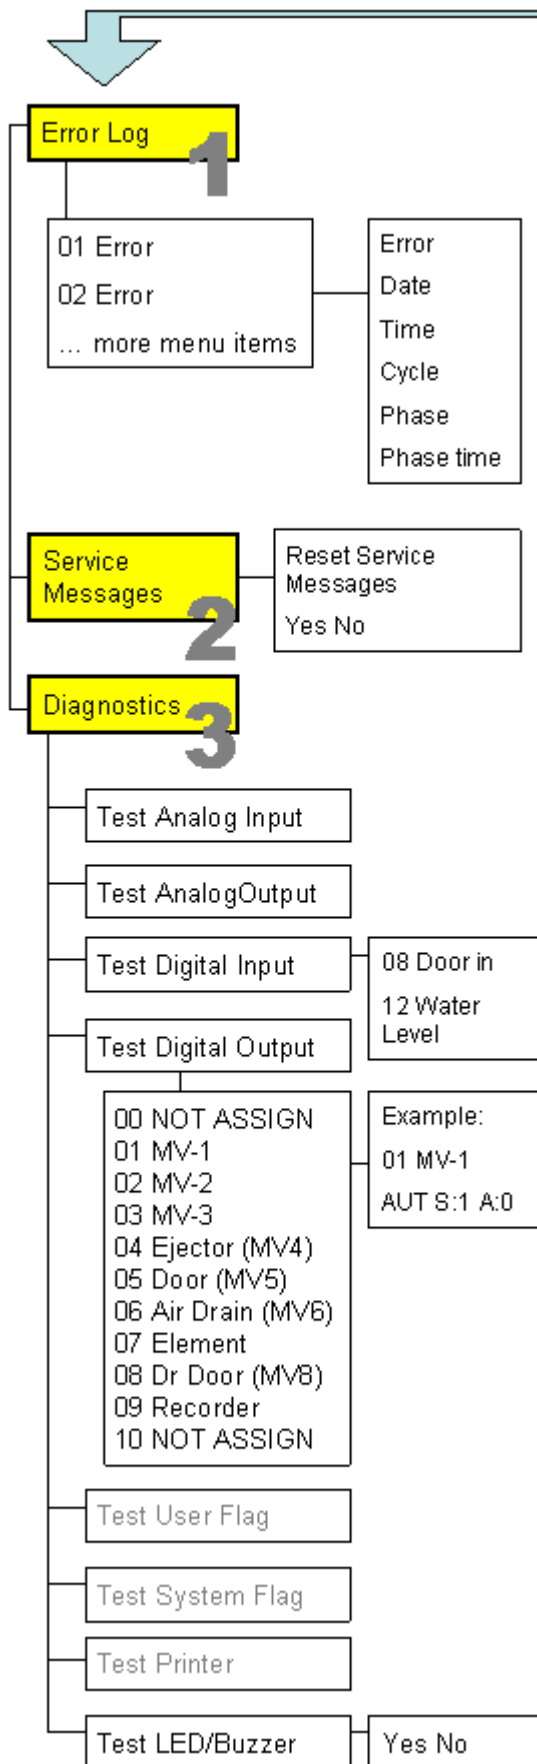 Error Log
1
01 Error
02 Error
... more menu items
Error
Date
Time
Cycle
Phase
Phase time
Service
Messages
2
Reset Service
Messages
Yes No
Diagnostics
3
Test Analog Input
Test AnalogOutput
Test Digital Input
08 Door in
12 Water
Level
Test Digital Output
00 NOT ASSIGN
01 MV-1
02 MV-2
03 MV-3
04 Ejector (MV4)
05 Door (MV5)
06 Air Drain (MV6)
07 Element
08 Dr Door (MV8)
09 Recorder
10 NOT ASSIGN
Example:
01 MV-1
AUT S:1 A:0
Test User Flag
Test System Flag
Test Printer
Test LED/Buzzer
Yes No